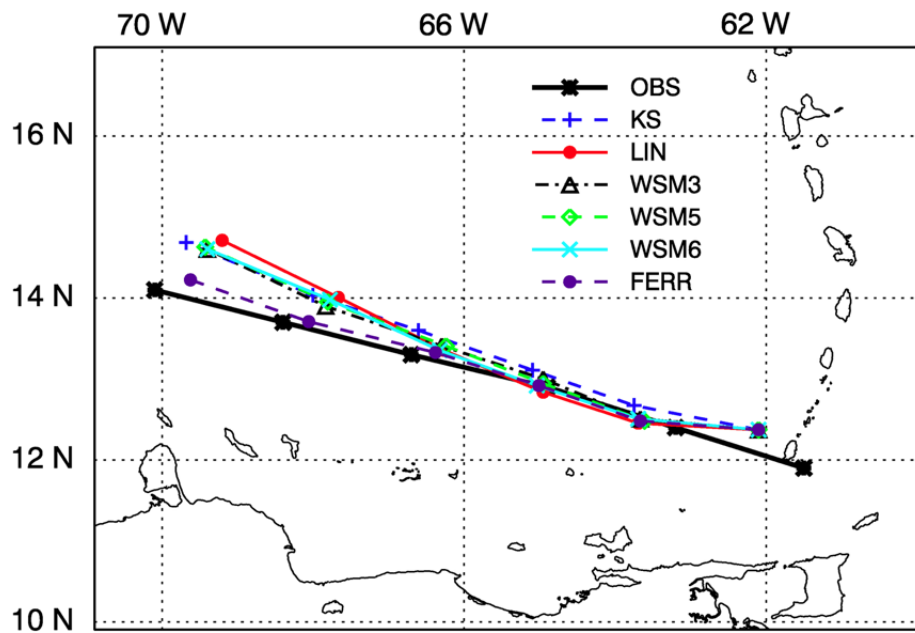 70 W 66 W 62 W
16 N
14 N
12 N
10 N
OBS
KS
LIN
WSM3
WSM5
WSM6
FERR